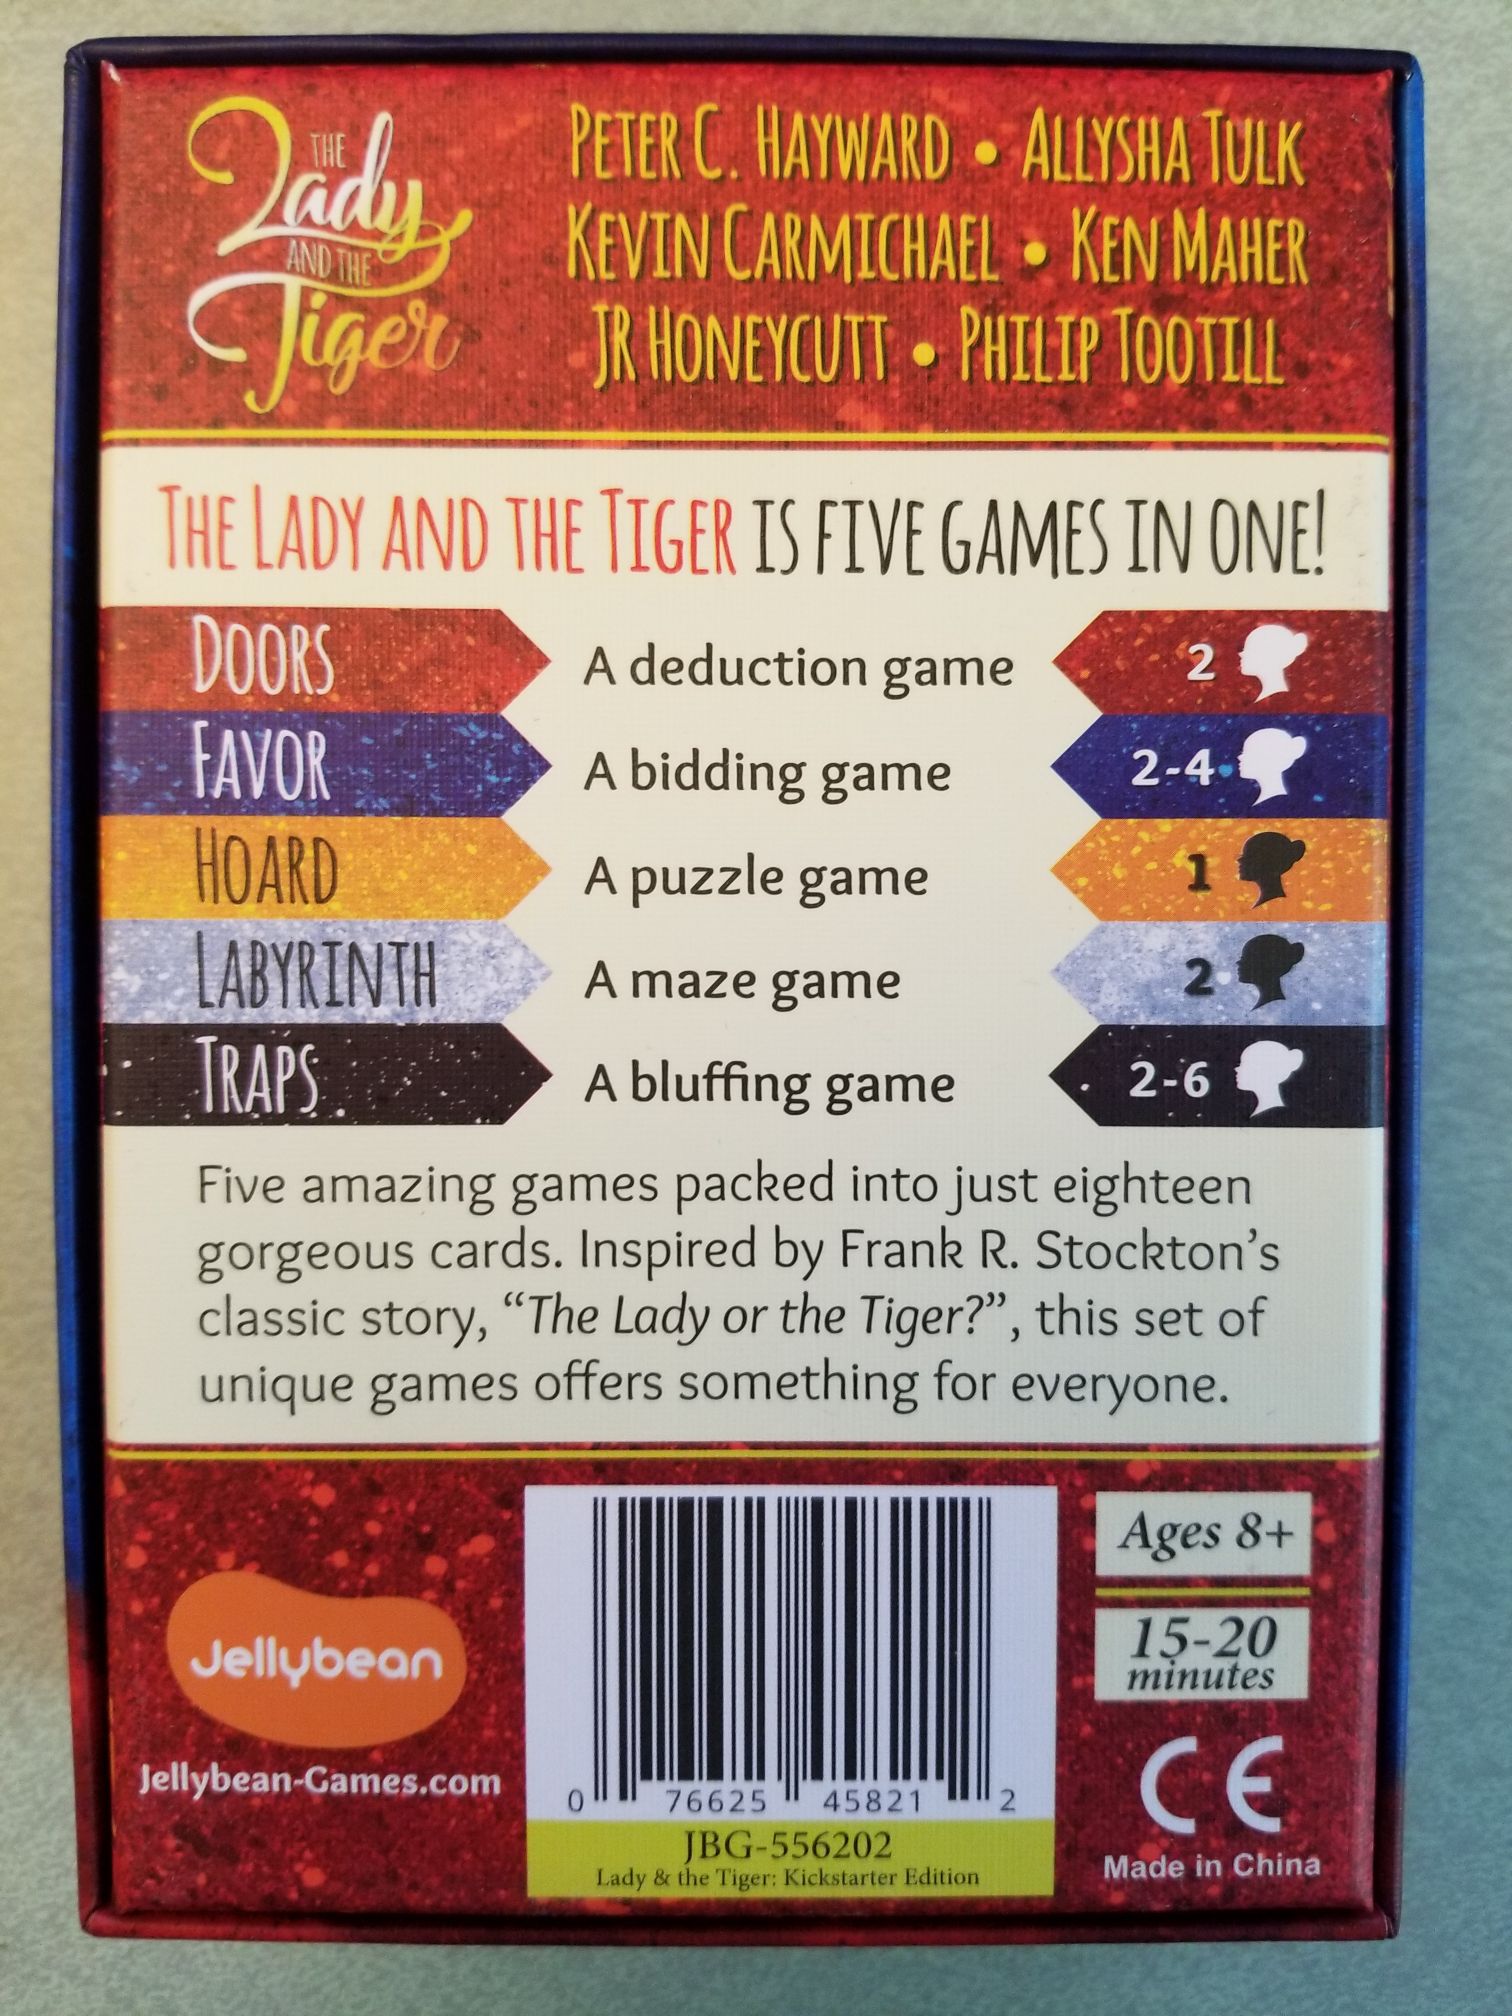 THE
Lady
AND THE
Tiger
PETER C. HAYWARD • ALLYSHA TULK
KEVIN CARMICHAEL • KEN MAHER
JR HONEYCUTT • PHILIP TOOTILL
THE LADY AND THE TIGER IS FIVE GAMES IN ONE!
DOORS A deduction game 2
FAVOR A bidding game 2-4
HOARD A puzzle game 1
LABYRINTH A maze game 2
TRAPS A bluffing game 2-6
Five amazing games packed into just eighteen
gorgeous cards. Inspired by Frank R. Stockton's
classic story, “The Lady or the Tiger?”, this set of
unique games offers something for everyone.
Jellybean
Jellybean-Games.com
0 76625 45821 2
JBG-556202
Lady & the Tiger: Kickstarter Edition
Ages 8+
15-20
minutes
CE
Made in China